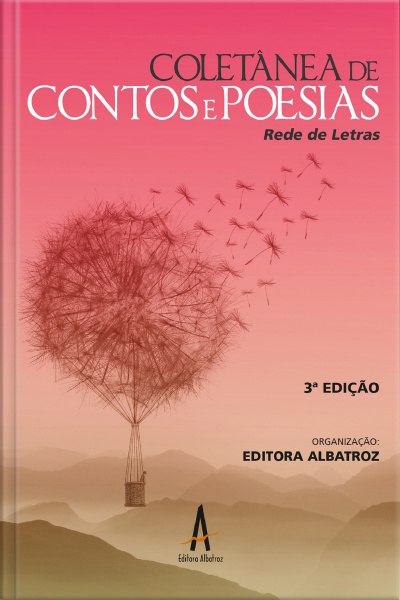 COLETÂNEA DE
CONTOS E POESIAS
Rede de Letras
3ª EDIÇÃO
ORGANIZAÇÃO:
EDITORA ALBATROZ
Editora Albatroz